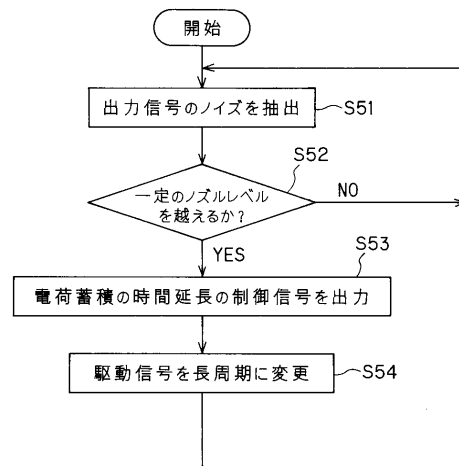 開始
出力信号のノイズを抽出
S51
S52
一定のノズルレベル
を越えるか?
NO
YES
S53
電荷蓄積の時間延長の制御信号を出力
駆動信号を長周期に変更
S54